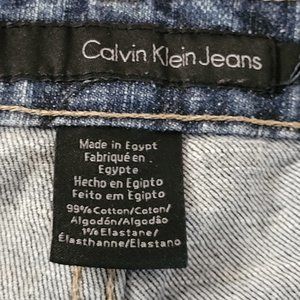 Calvin Klein Jeans
Made in Egypt
Fabriqué en
Egypte
Hecho en Egipto
Feito em Egipto
99% Cotton/Coton/
Algodón/Algodão
1% Elastane/
Élasthanne/Elastano